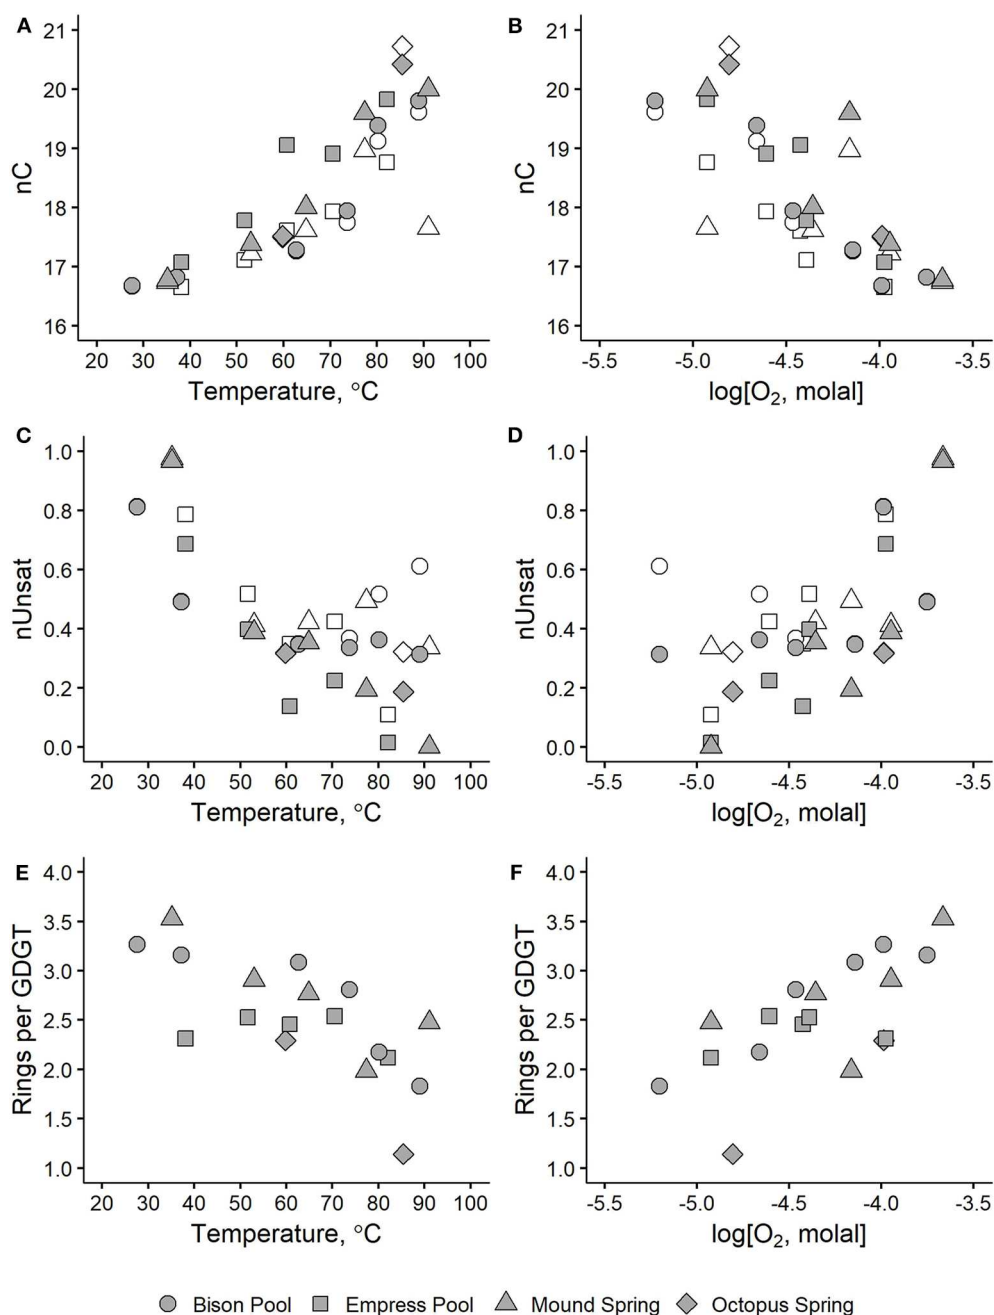 A
21
20
19
18
17
16
nC
20 30 40 50 60 70 80 90 100
Temperature, °C
B
21
20
19
18
17
16
nC
-5.5 -5.0 -4.5 -4.0 -3.5
log[O₂, molal]
C
1.0
0.8
0.6
0.4
0.2
0.0
nUnsat
20 30 40 50 60 70 80 90 100
Temperature, °C
D
1.0
0.8
0.6
0.4
0.2
0.0
nUnsat
-5.5 -5.0 -4.5 -4.0 -3.5
log[O₂, molal]
E
4.0
3.5
3.0
2.5
2.0
1.5
1.0
Rings per GDGT
20 30 40 50 60 70 80 90 100
Temperature, °C
F
4.0
3.5
3.0
2.5
2.0
1.5
1.0
Rings per GDGT
-5.5 -5.0 -4.5 -4.0 -3.5
log[O₂, molal]
Bison Pool Empress Pool Mound Spring Octopus Spring